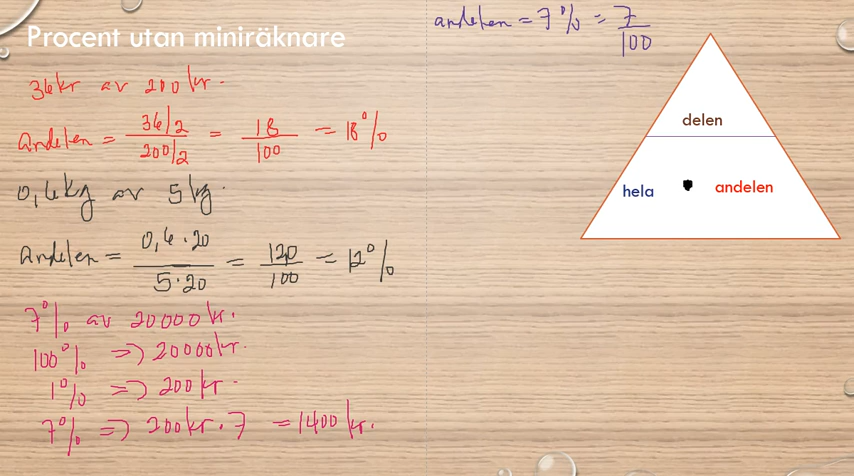 Procent utan miniräknare
36kr av 200kr.
Andelen = 36/2 / 200/2 = 18/100 = 18%
0,6kg av 5kg.
Andelen = 0,6·20 / 5·20 = 120/100 = 12%
7% av 20000kr.
100% => 20000kr.
1% => 200kr.
7% => 200kr·7 = 1400kr.
andelen = 7% = 7/100
delen
hela andelen